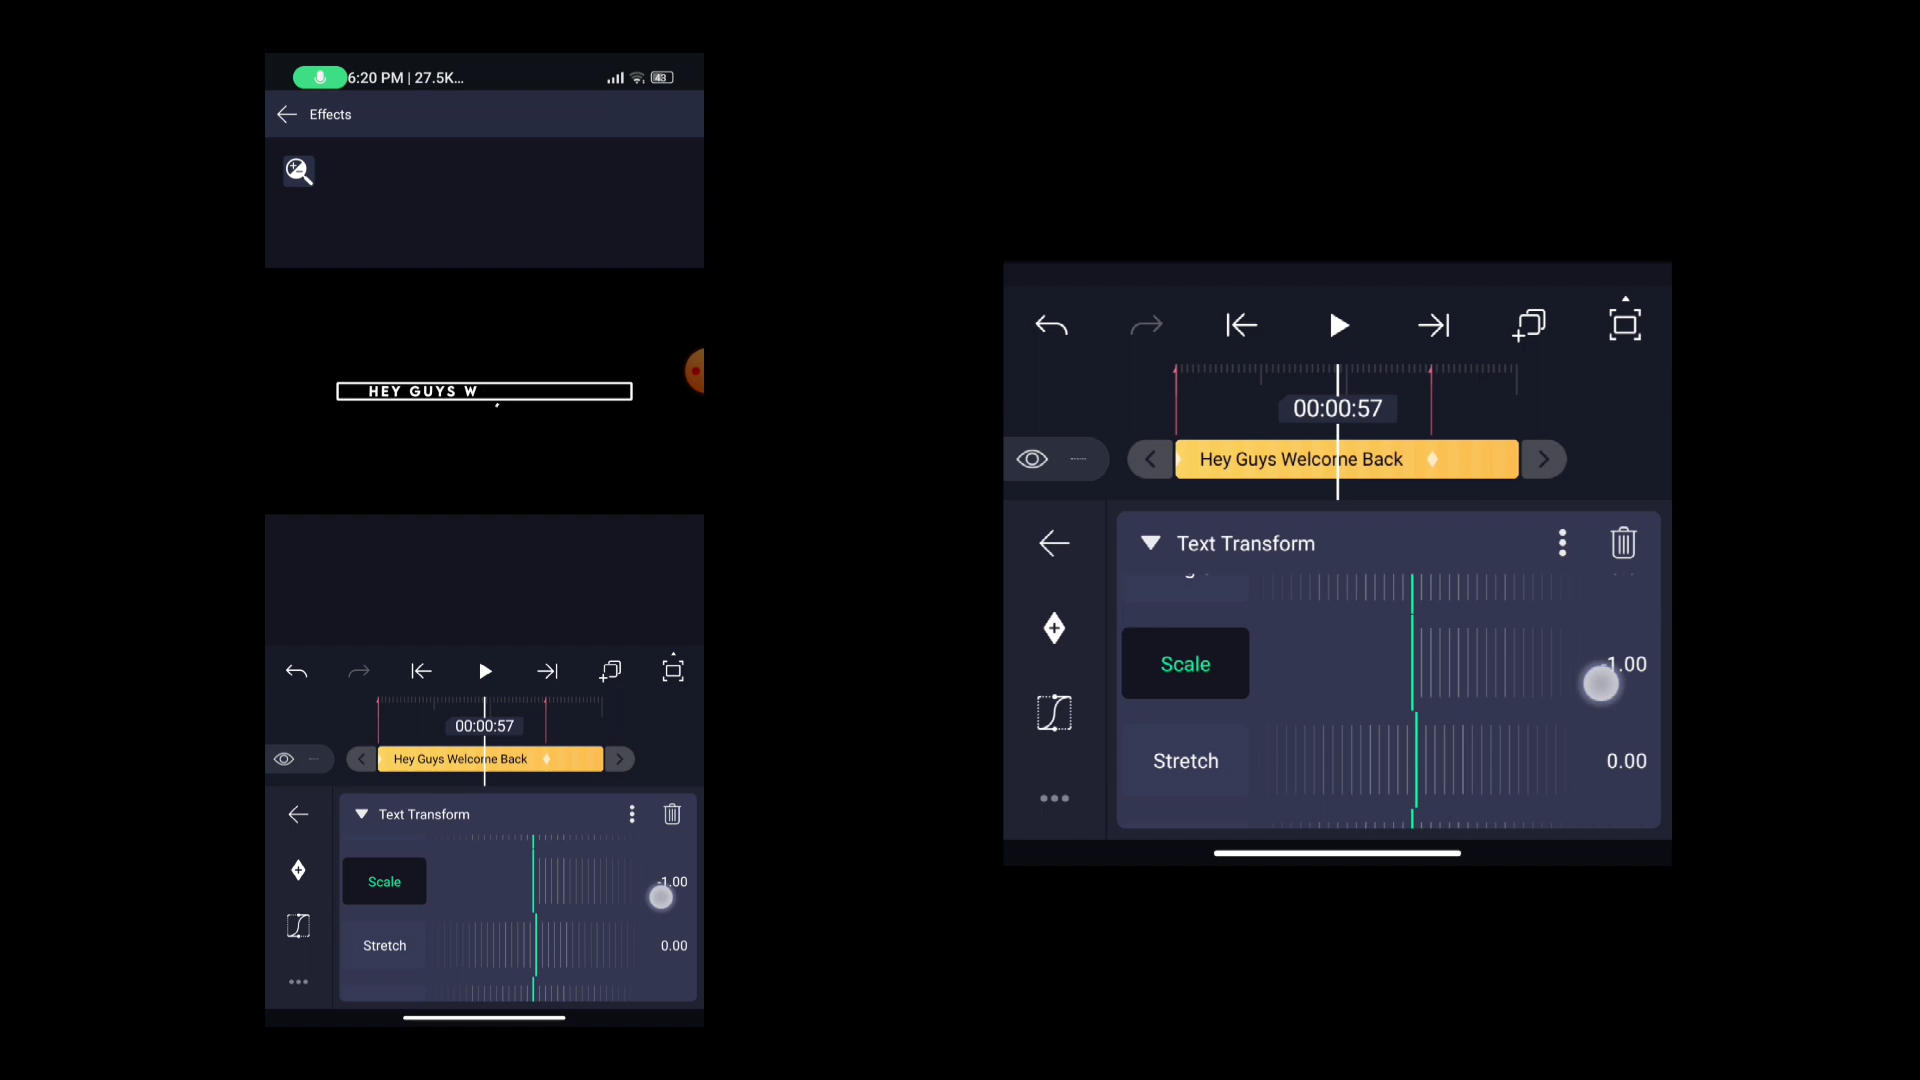 6:20 PM | 27.5K...
43
Effects
HEY GUYS W
00:00:57
Hey Guys Welcome Back
Text Transform
Scale
-1.00
Stretch
0.00
00:00:57
Hey Guys Welcome Back
Text Transform
Scale
-1.00
Stretch
0.00